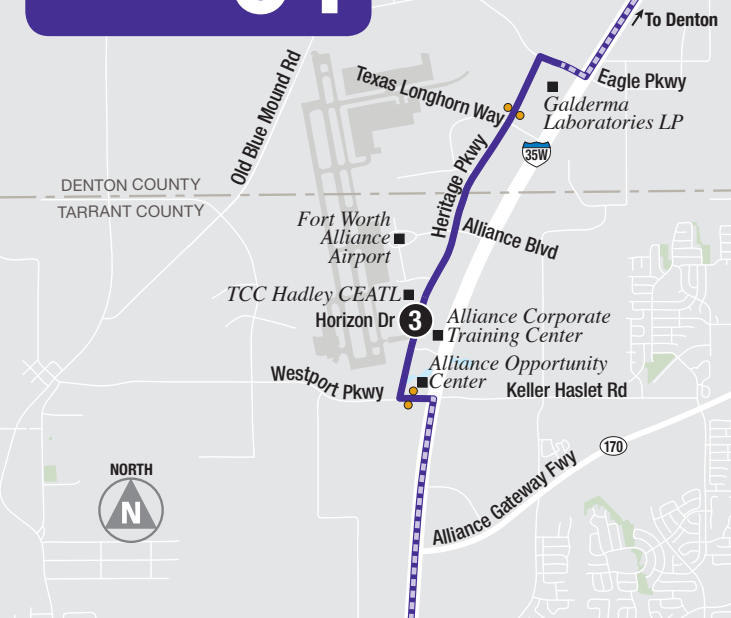 To Denton
Eagle Pkwy
Texas Longhorn Way
Galderma
Laboratories LP
Old Blue Mound Rd
35W
DENTON COUNTY
TARRANT COUNTY
Heritage Pkwy
Fort Worth
Alliance
Airport
Alliance Blvd
TCC Hadley CEATL
Horizon Dr
3
Alliance Corporate
Training Center
Alliance Opportunity
Center
Westport Pkwy
Keller Haslet Rd
170
Alliance Gateway Fwy
NORTH
N